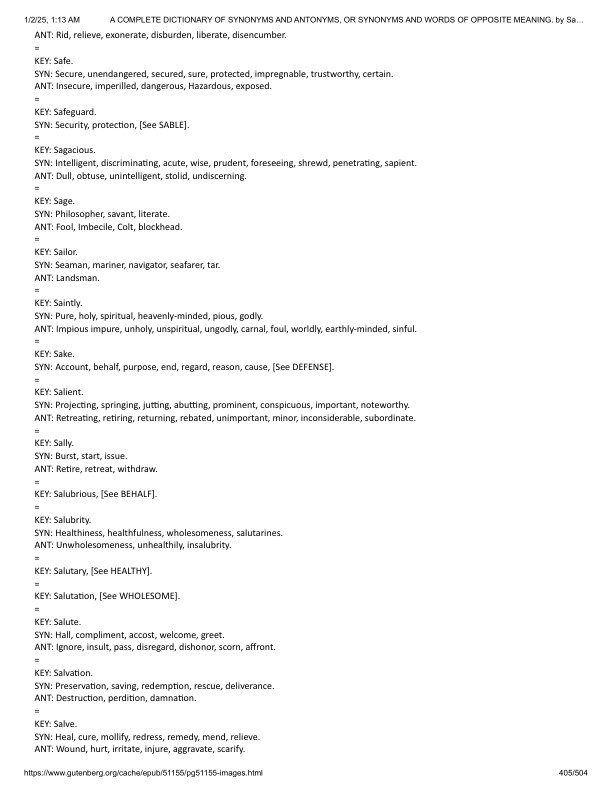 1/2/25, 1:13 AM A COMPLETE DICTIONARY OF SYNONYMS AND ANTONYMS, OR SYNONYMS AND WORDS OF OPPOSITE MEANING. by Sa…
ANT: Rid, relieve, exonerate, disburden, liberate, disencumber.
=
KEY: Safe.
SYN: Secure, unendangered, secured, sure, protected, impregnable, trustworthy, certain.
ANT: Insecure, imperilled, dangerous, Hazardous, exposed.
=
KEY: Safeguard.
SYN: Security, protection, [See SABLE].
=
KEY: Sagacious.
SYN: Intelligent, discriminating, acute, wise, prudent, foreseeing, shrewd, penetrating, sapient.
ANT: Dull, obtuse, unintelligent, stolid, undiscerning.
=
KEY: Sage.
SYN: Philosopher, savant, literate.
ANT: Fool, Imbecile, Colt, blockhead.
=
KEY: Sailor.
SYN: Seaman, mariner, navigator, seafarer, tar.
ANT: Landsman.
=
KEY: Saintly.
SYN: Pure, holy, spiritual, heavenly-minded, pious, godly.
ANT: Impious impure, unholy, unspiritual, ungodly, carnal, foul, worldly, earthly-minded, sinful.
=
KEY: Sake.
SYN: Account, behalf, purpose, end, regard, reason, cause, [See DEFENSE].
=
KEY: Salient.
SYN: Projecting, springing, jutting, abutting, prominent, conspicuous, important, noteworthy.
ANT: Retreating, retiring, returning, rebated, unimportant, minor, inconsiderable, subordinate.
=
KEY: Sally.
SYN: Burst, start, issue.
ANT: Retire, retreat, withdraw.
=
KEY: Salubrious, [See BEHALF].
=
KEY: Salubrity.
SYN: Healthiness, healthfulness, wholesomeness, salutarines.
ANT: Unwholesomeness, unhealthily, insalubrity.
=
KEY: Salutary, [See HEALTHY].
=
KEY: Salutation, [See WHOLESOME].
=
KEY: Salute.
SYN: Hall, compliment, accost, welcome, greet.
ANT: Ignore, insult, pass, disregard, dishonor, scorn, affront.
=
KEY: Salvation.
SYN: Preservation, saving, redemption, rescue, deliverance.
ANT: Destruction, perdition, damnation.
=
KEY: Salve.
SYN: Heal, cure, mollify, redress, remedy, mend, relieve.
ANT: Wound, hurt, irritate, injure, aggravate, scarify.
https://www.gutenberg.org/cache/epub/51155/pg51155-images.html 405/504